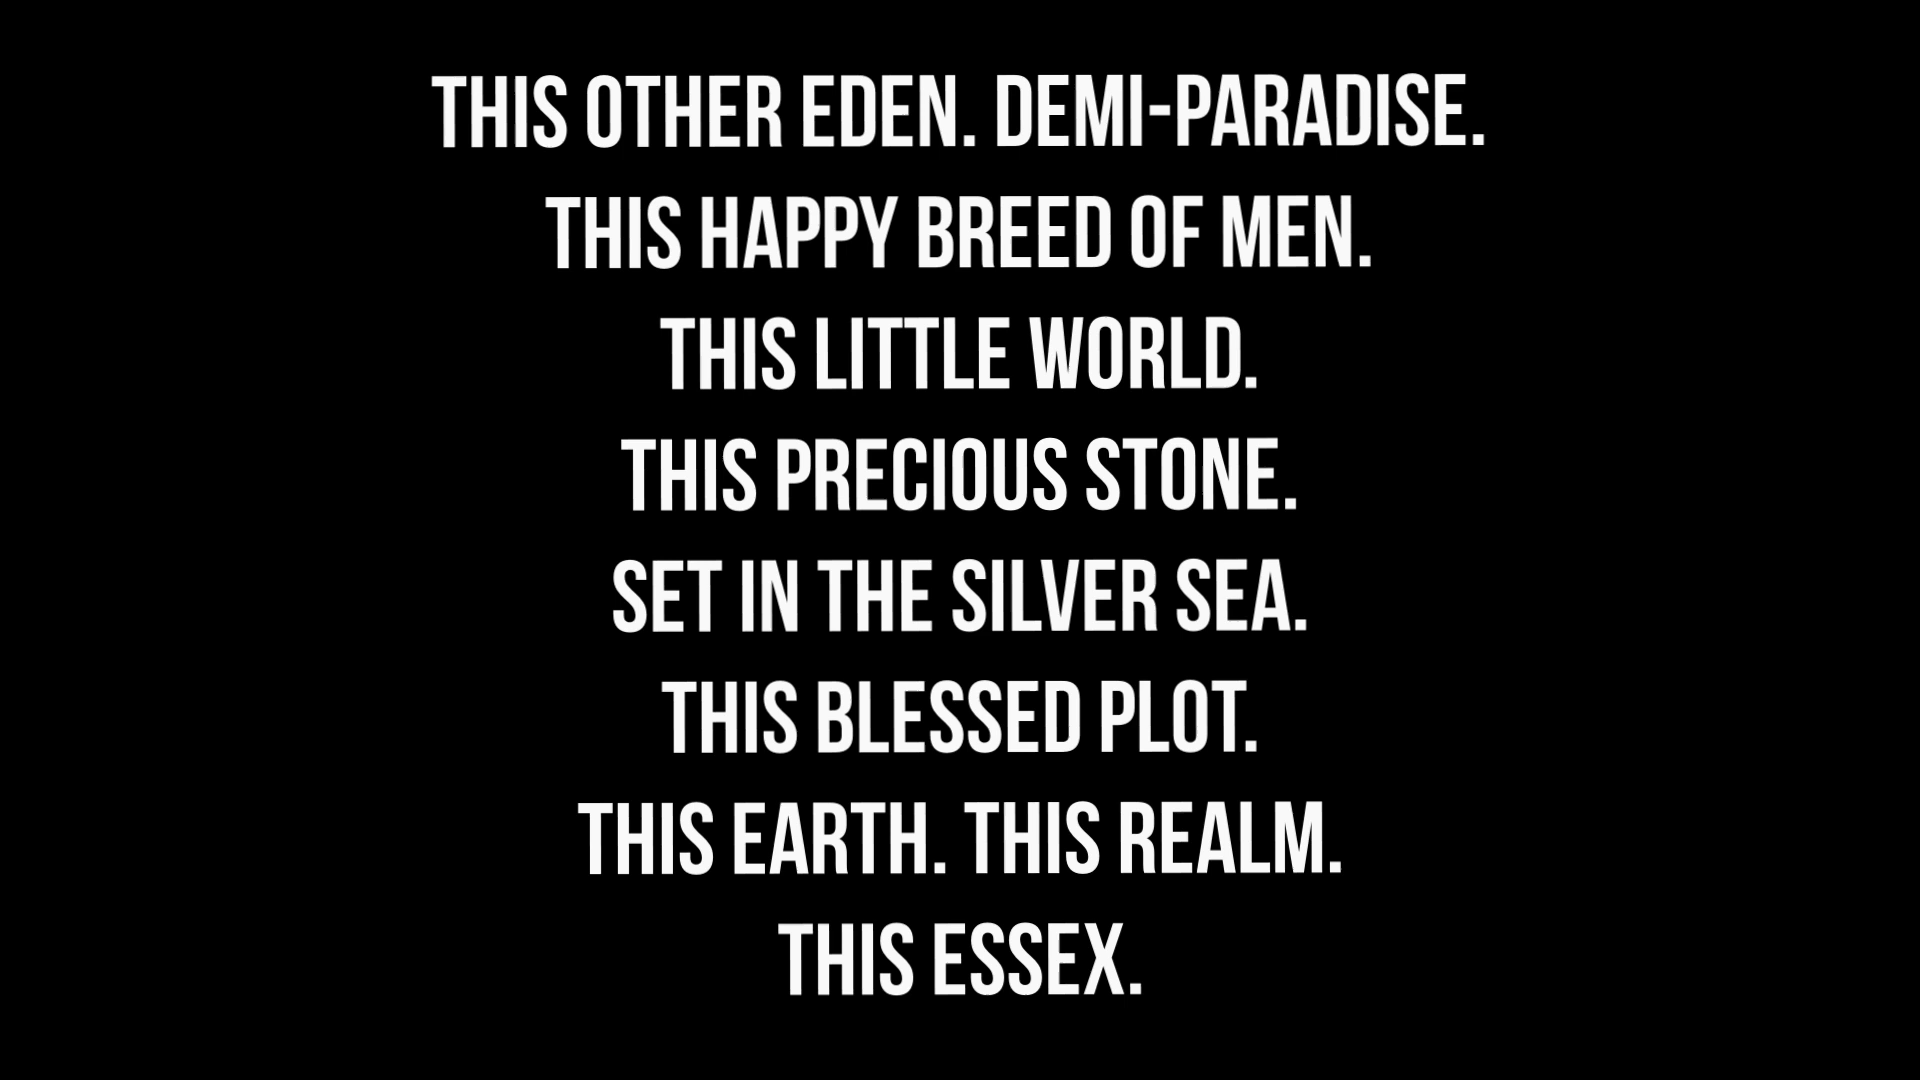 THIS OTHER EDEN. DEMI-PARADISE.
THIS HAPPY BREED OF MEN.
THIS LITTLE WORLD.
THIS PRECIOUS STONE.
SET IN THE SILVER SEA.
THIS BLESSED PLOT.
THIS EARTH. THIS REALM.
THIS ESSEX.